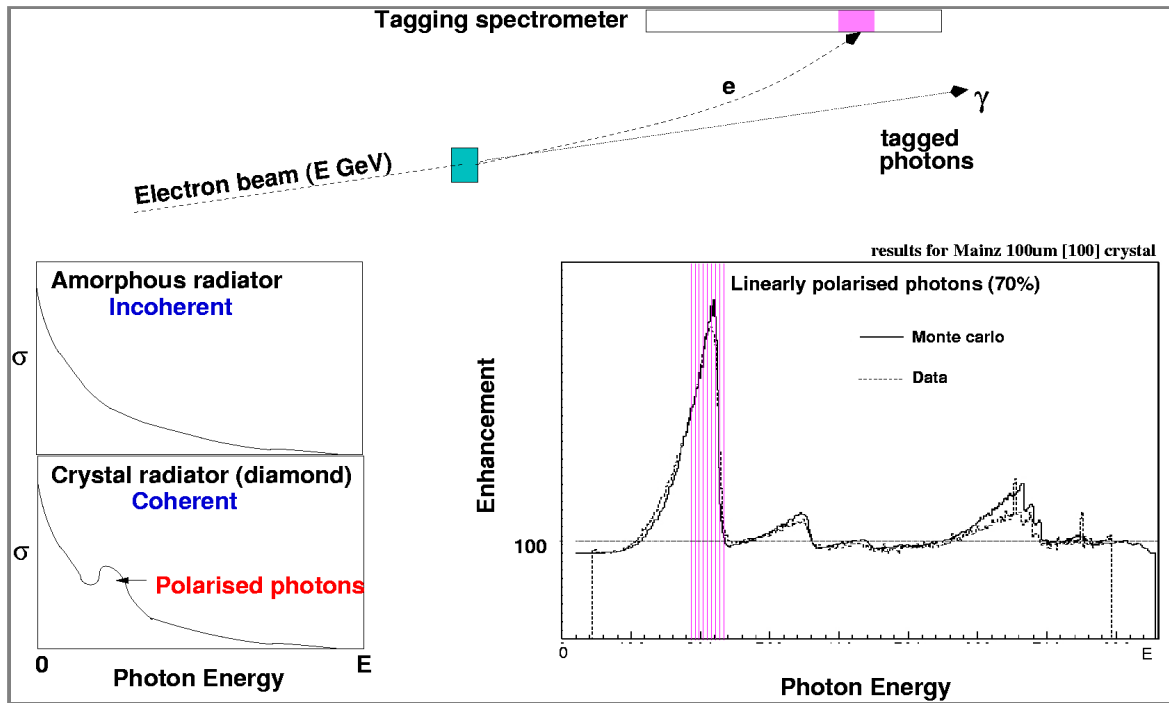 Tagging spectrometer
e
γ
tagged
photons
Electron beam (E GeV)
Amorphous radiator
Incoherent
σ
Crystal radiator (diamond)
Coherent
σ
Polarised photons
0
E
Photon Energy
results for Mainz 100um [100] crystal
Linearly polarised photons (70%)
Monte carlo
Data
Enhancement
100
0
E
Photon Energy